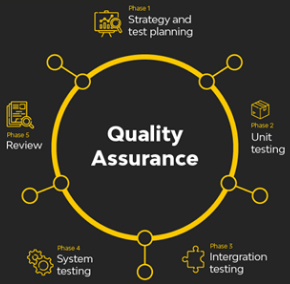 Phase 1
Strategy and
test planning
Quality
Assurance
Phase 2
Unit
testing
Phase 3
Intergration
testing
Phase 4
System
testing
Phase 5
Review